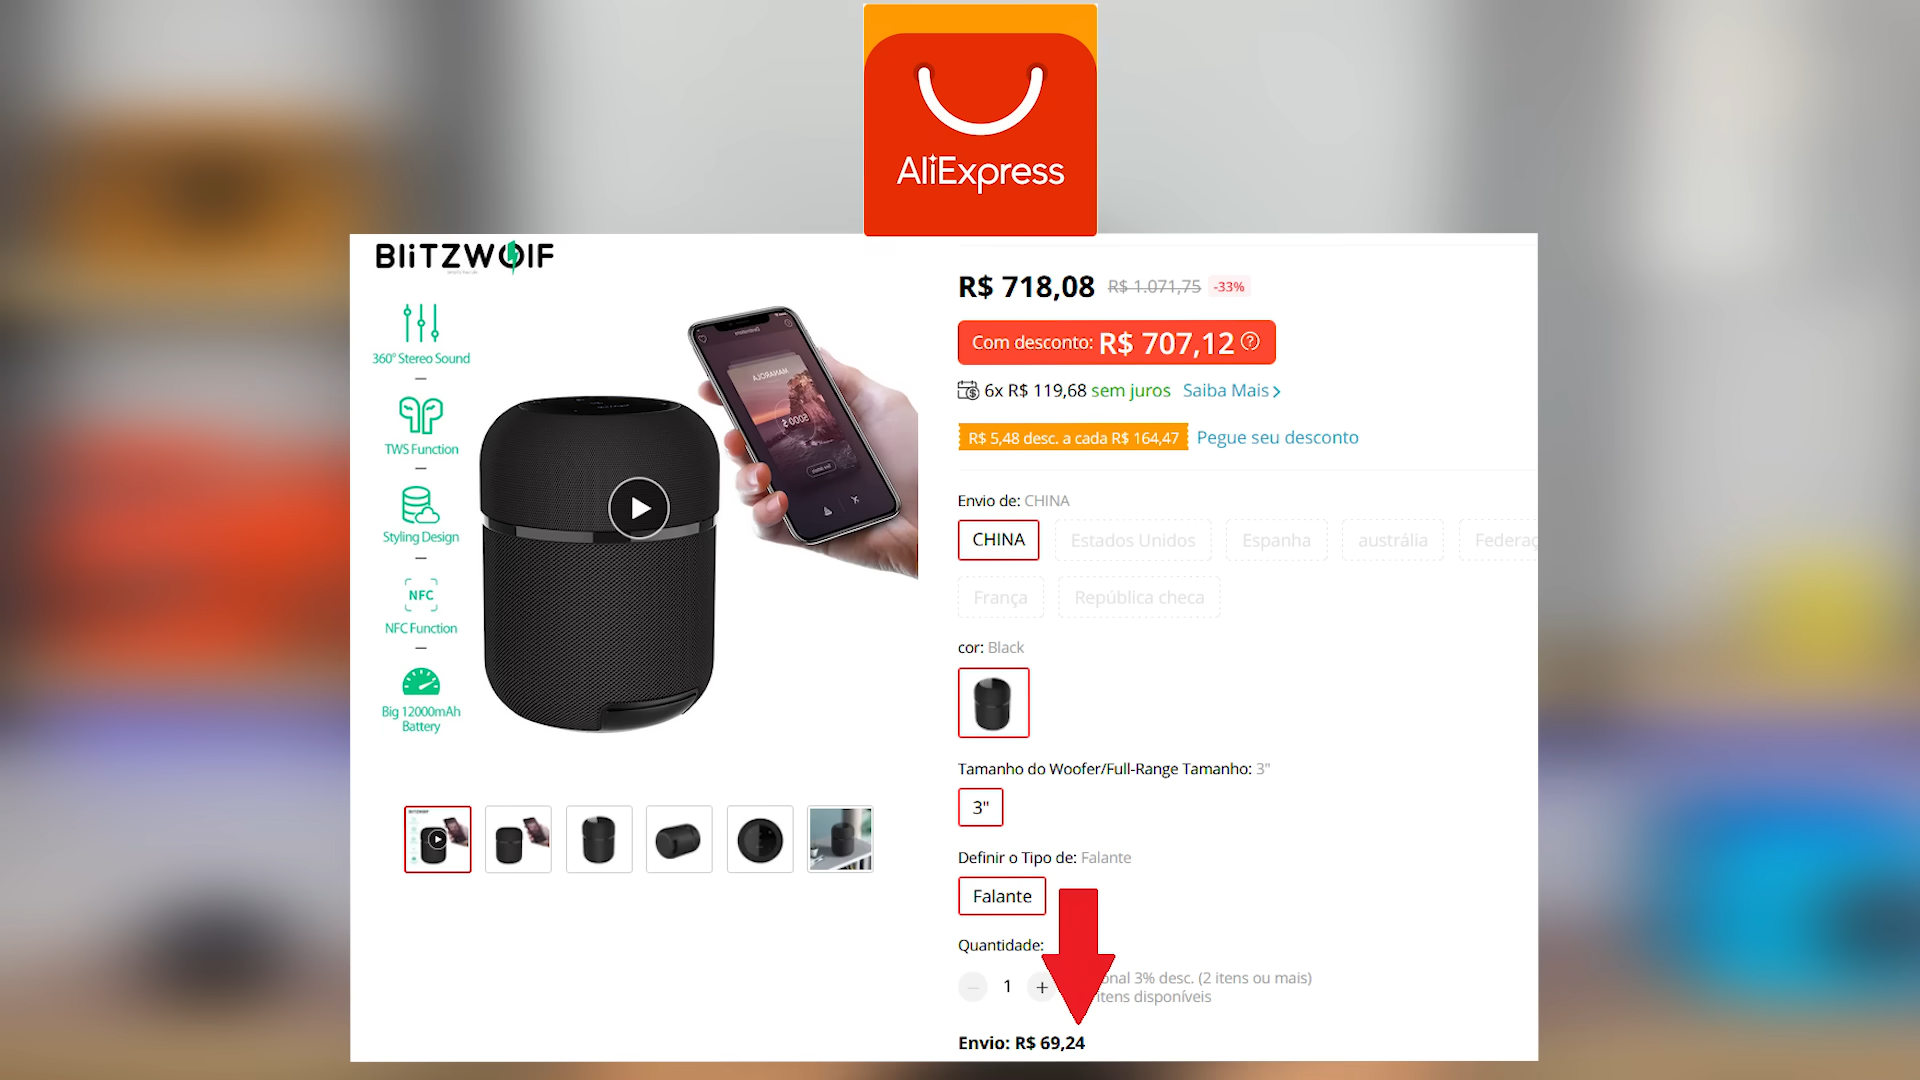 AliExpress
BLiTZWOlF
R$ 718,08 R$ 1.071,75 -33%
Com desconto: R$ 707,12
6x R$ 119,68 sem juros Saiba Mais
R$ 5,48 desc. a cada R$ 164,47 Pegue seu desconto
Envio de: CHINA
CHINA Estados Unidos Espanha austrália Federaç
França República checa
cor: Black
Tamanho do Woofer/Full-Range Tamanho: 3"
3"
Definir o Tipo de: Falante
Falante
Quantidade:
1 + onal 3% desc. (2 itens ou mais)
itens disponíveis
Envio: R$ 69,24
360° Stereo Sound
TWS Function
Styling Design
NFC
NFC Function
Big 12000mAh
Battery